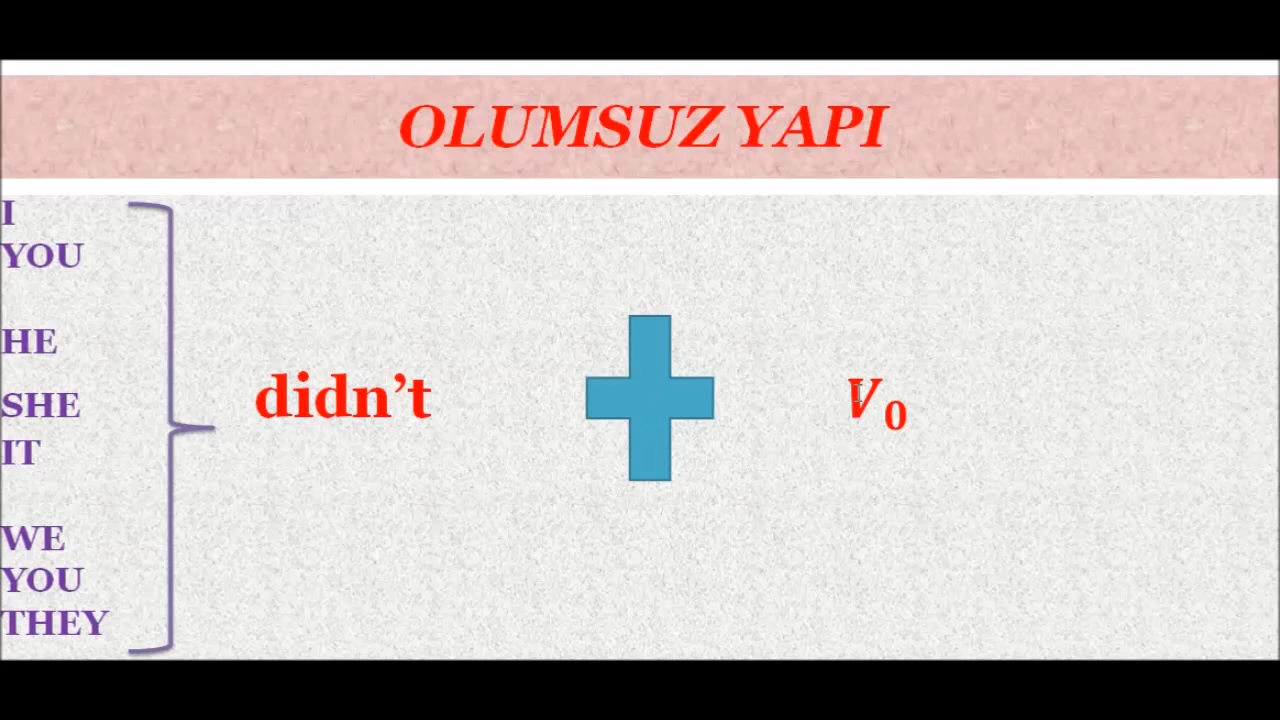 OLUMSUZ YAPI
I
YOU
HE
SHE
IT
WE
YOU
THEY
didn’t
V₀